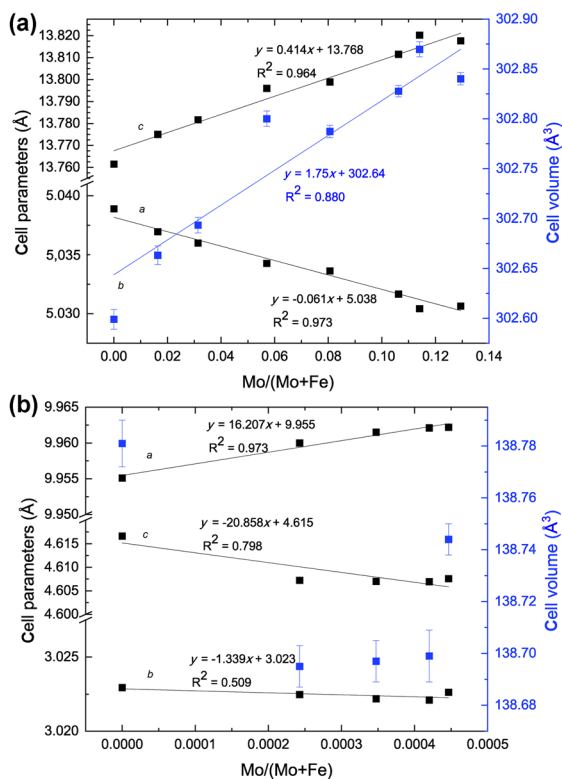 (a)
13.820
13.810
13.800
13.790
13.780
13.770
13.760
5.040
5,035
5.030
Cell parameters (Å)
y = 0.414x + 13.768
R² = 0.964
c
y = 1.75x + 302.64
R² = 0.880
a
b
y = -0.061x + 5.038
R² = 0.973
302.90
302.85
302.80
302.75
302.70
302.65
302.60
Cell volume (Å³)
0.00 0.02 0.04 0.06 0.08 0.10 0.12 0.14
Mo/(Mo+Fe)
(b)
9.965
9.960
9.955
9.950
4.615
4.605
4.600
3.025
3.020
Cell parameters (Å)
y = 16.207x + 9.955
R² = 0.973
a
c
y = -20.858x + 4.615
R² = 0.798
y = -1.339x + 3.023
b
R² = 0.509
138.78
138.76
138.74
138.72
138.70
138.68
Cell volume (Å³)
0.0000 0.0001 0.0002 0.0003 0.0004 0.0005
Mo/(Mo+Fe)